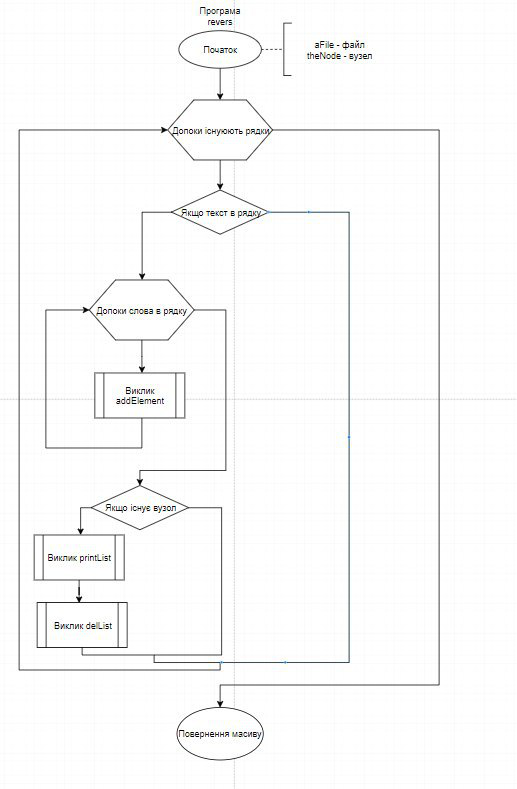 Програма
revers
Початок
aFile - файл
theNode - вузел
Допоки існуюють рядки
Якщо текст в рядку
Допоки слова в рядку
Виклик
addElement
Якщо існує вузол
Виклик printList
Виклик delList
Повернення масиву